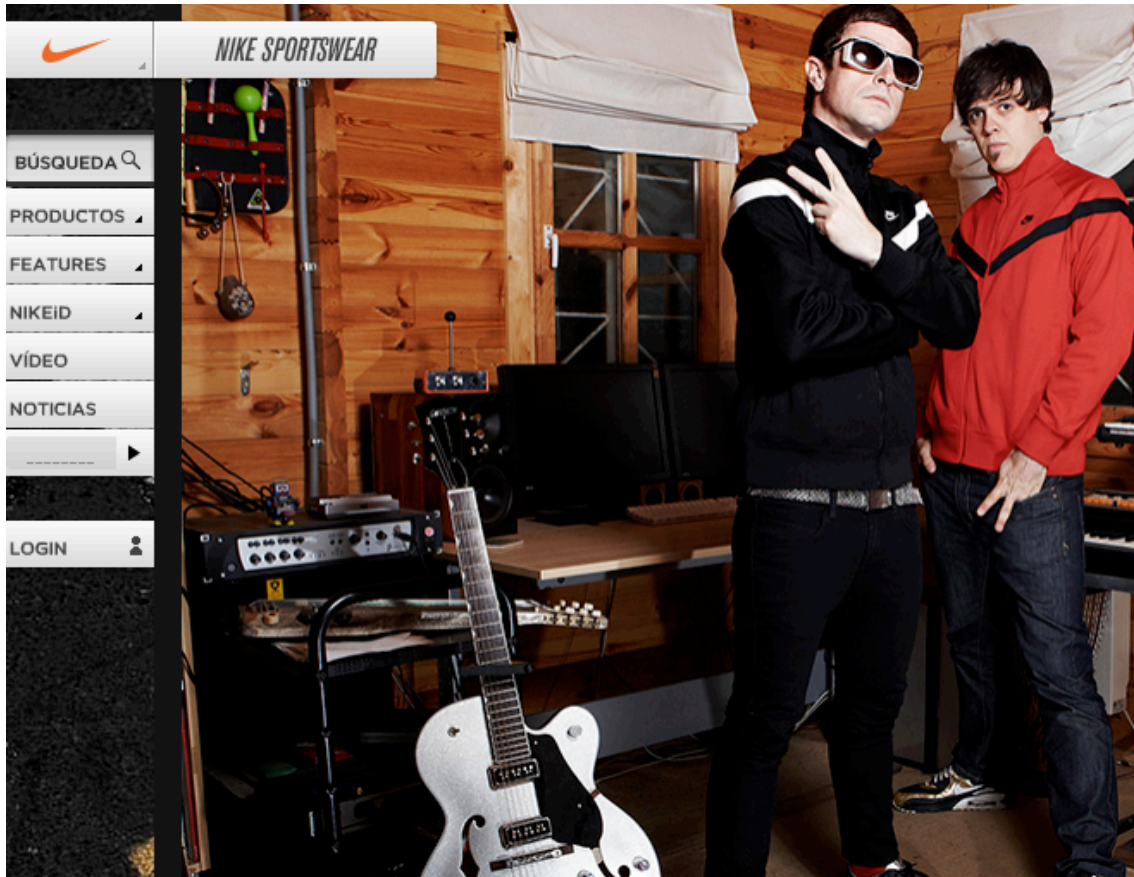 NIKE SPORTSWEAR
BÚSQUEDA
PRODUCTOS
FEATURES
NIKEiD
VÍDEO
NOTICIAS
LOGIN